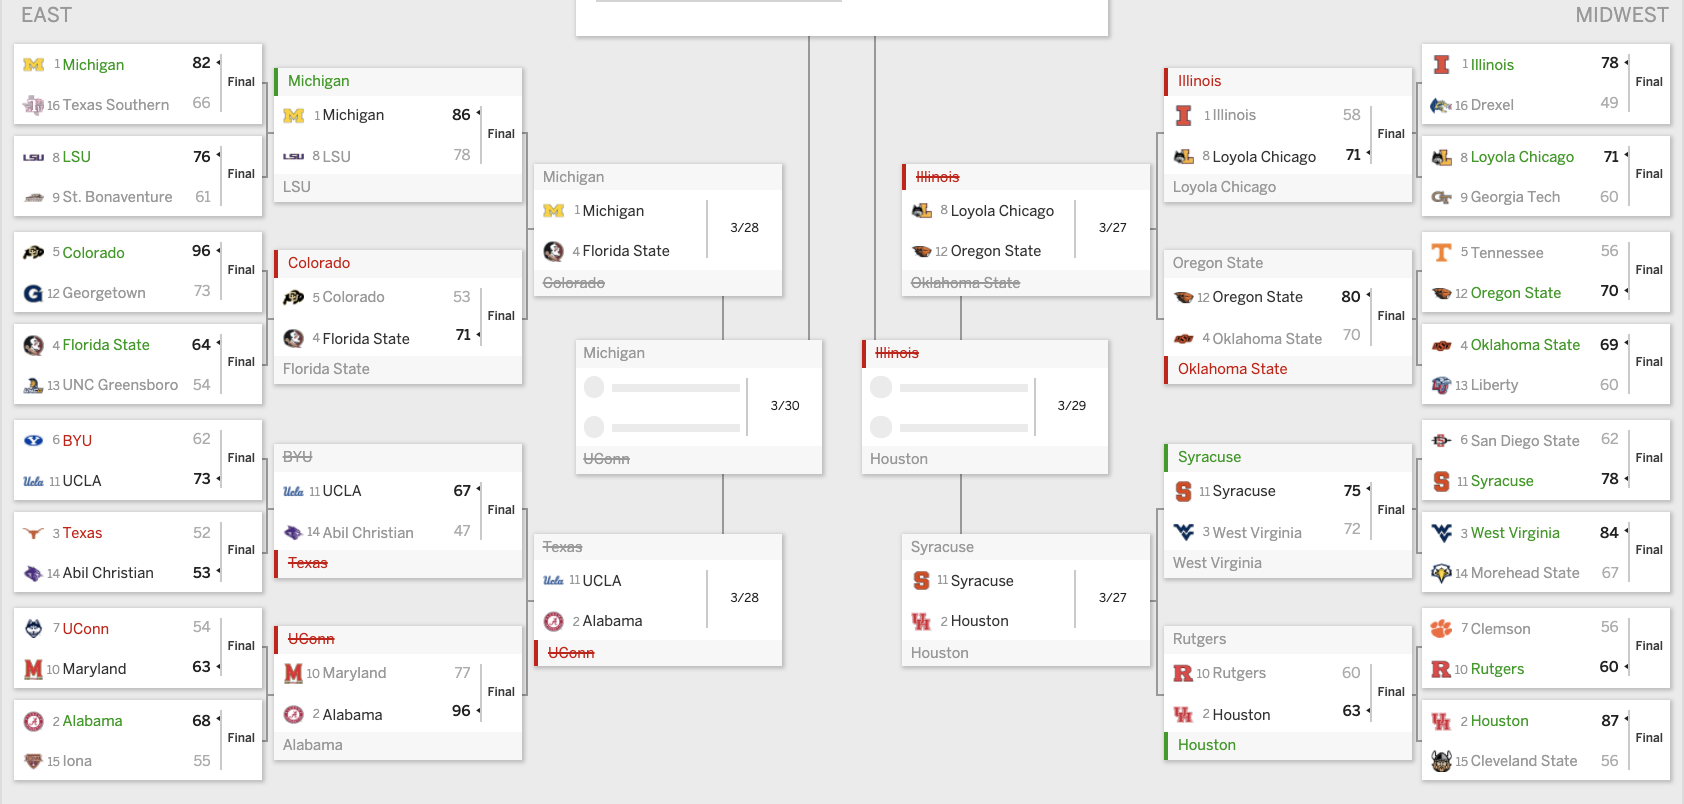 EAST
MIDWEST
1 Michigan 82
16 Texas Southern 66
Final
8 LSU 76
9 St. Bonaventure 61
Final
5 Colorado 96
12 Georgetown 73
Final
4 Florida State 64
13 UNC Greensboro 54
Final
6 BYU 62
11 UCLA 73
Final
3 Texas 52
14 Abil Christian 53
Final
7 UConn 54
10 Maryland 63
Final
2 Alabama 68
15 Iona 55
Final
Michigan
1 Michigan 86
8 LSU 78
Final
LSU
Colorado
5 Colorado 53
4 Florida State 71
Final
Florida State
BYU
11 UCLA 67
14 Abil Christian 47
Final
Texas
UConn
10 Maryland 77
2 Alabama 96
Final
Alabama
Michigan
1 Michigan
4 Florida State
3/28
Colorado
Texas
11 UCLA
2 Alabama
3/28
UConn
Michigan
3/30
UConn
Illinois
3/29
Houston
Illinois
8 Loyola Chicago
12 Oregon State
3/27
Oklahoma State
Syracuse
11 Syracuse
2 Houston
3/27
Houston
Illinois
1 Illinois 58
8 Loyola Chicago 71
Final
Loyola Chicago
Oregon State
12 Oregon State 80
4 Oklahoma State 70
Final
Oklahoma State
Syracuse
11 Syracuse 75
3 West Virginia 72
Final
West Virginia
Rutgers
10 Rutgers 60
2 Houston 63
Final
Houston
1 Illinois 78
16 Drexel 49
Final
8 Loyola Chicago 71
9 Georgia Tech 60
Final
5 Tennessee 56
12 Oregon State 70
Final
4 Oklahoma State 69
13 Liberty 60
Final
6 San Diego State 62
11 Syracuse 78
Final
3 West Virginia 84
14 Morehead State 67
Final
7 Clemson 56
10 Rutgers 60
Final
2 Houston 87
15 Cleveland State 56
Final